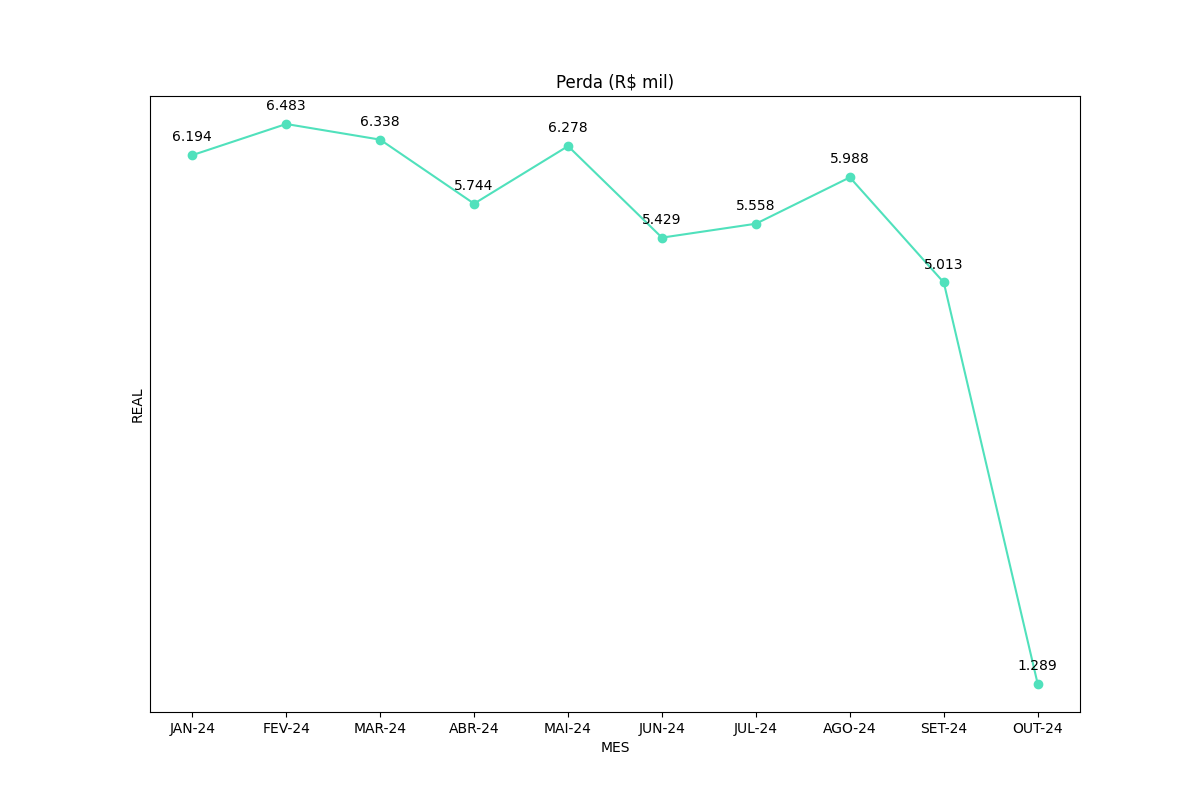 Perda (R$ mil)
6.194
6.483
6.338
5.744
6.278
5.429
5.558
5.988
5.013
1.289
REAL
JAN-24
FEV-24
MAR-24
ABR-24
MAI-24
JUN-24
JUL-24
AGO-24
SET-24
OUT-24
MES